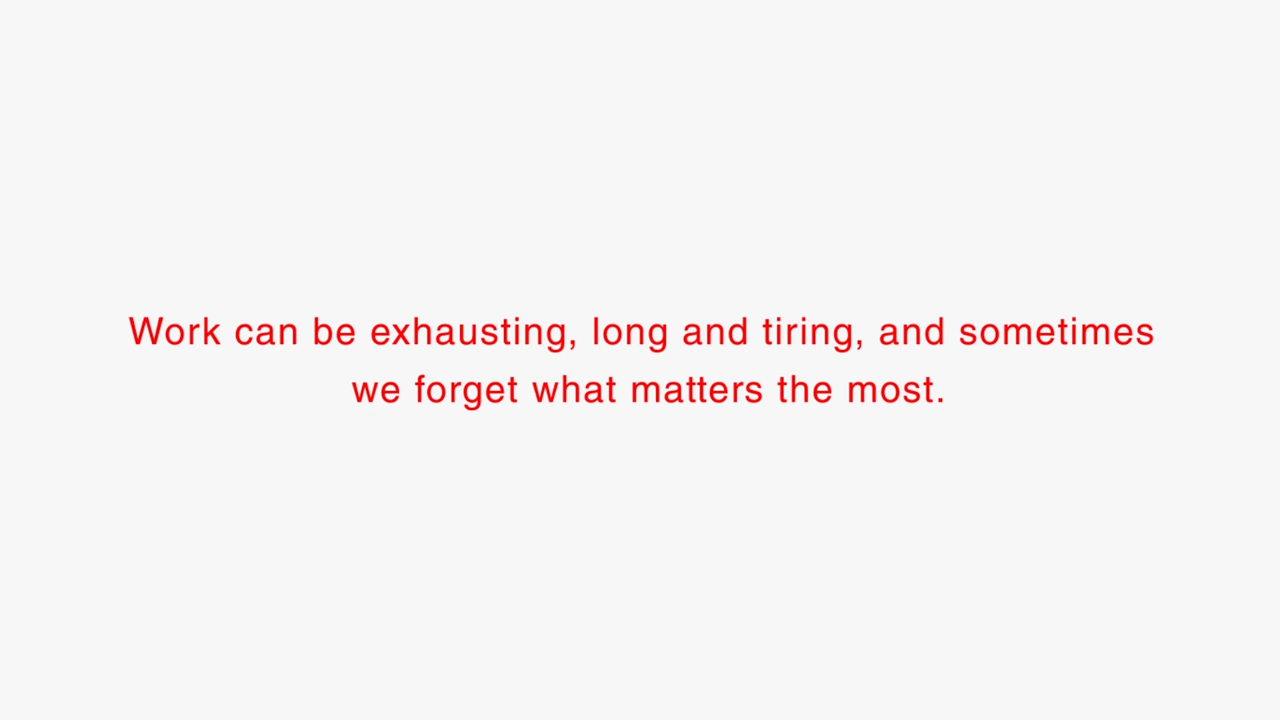 Work can be exhausting, long and tiring, and sometimes
we forget what matters the most.